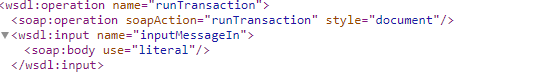 <wsdl:operation name="runTransaction">
<soap:operation soapAction="runTransaction" style="document"/>
▼<wsdl:input name="inputMessageIn">
<soap:body use="literal"/>
</wsdl:input>